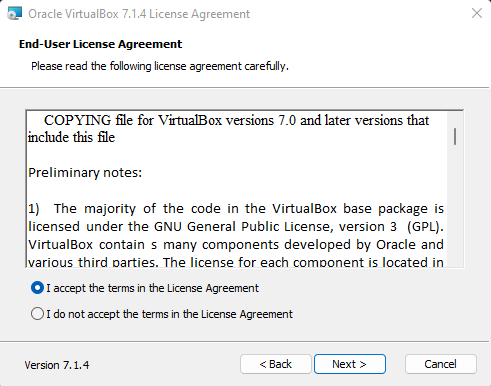 Oracle VirtualBox 7.1.4 License Agreement
End-User License Agreement
Please read the following license agreement carefully.
COPYING file for VirtualBox versions 7.0 and later versions that
include this file
Preliminary notes:
1) The majority of the code in the VirtualBox base package is
licensed under the GNU General Public License, version 3 (GPL).
VirtualBox contain s many components developed by Oracle and
various third parties. The license for each component is located in
I accept the terms in the License Agreement
I do not accept the terms in the License Agreement
Version 7.1.4
< Back
Next >
Cancel